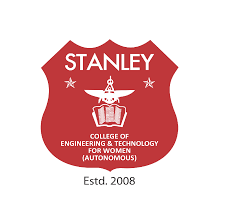 STANLEY
COLLEGE OF
ENGINEERING & TECHNOLOGY
FOR WOMEN
(AUTONOMOUS)
Estd. 2008